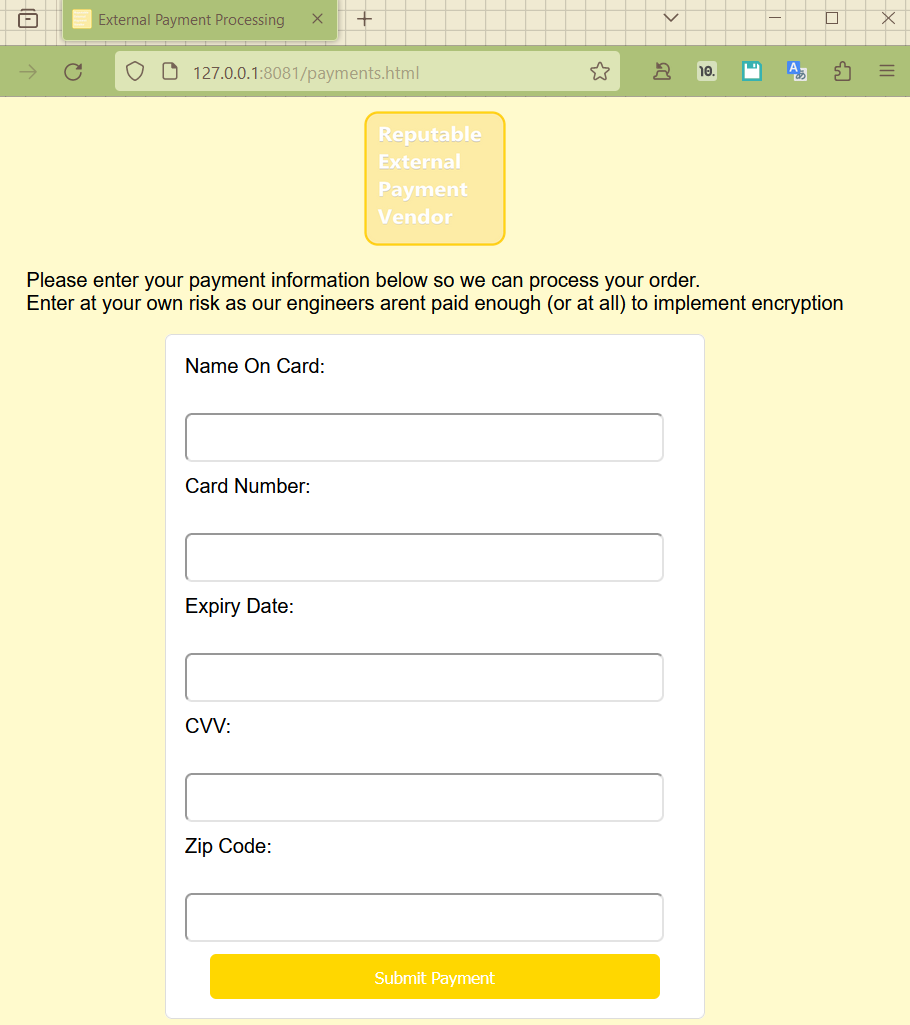 External Payment Processing
127.0.0.1:8081/payments.html
10.
A
Reputable
External
Payment
Vendor
Please enter your payment information below so we can process your order.
Enter at your own risk as our engineers arent paid enough (or at all) to implement encryption
Name On Card:
Card Number:
Expiry Date:
CVV:
Zip Code:
Submit Payment